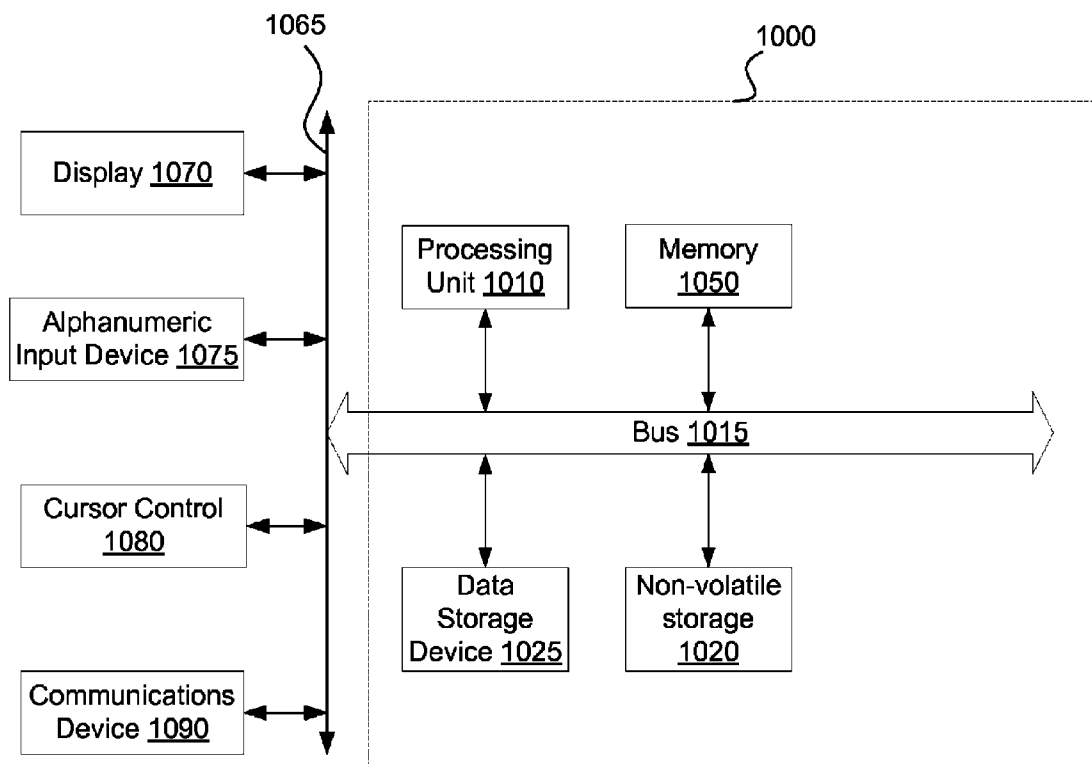 1065
1000
Display 1070
Processing
Unit 1010
Memory
1050
Alphanumeric
Input Device 1075
Bus 1015
Cursor Control
1080
Data
Storage
Device 1025
Non-volatile
storage
1020
Communications
Device 1090